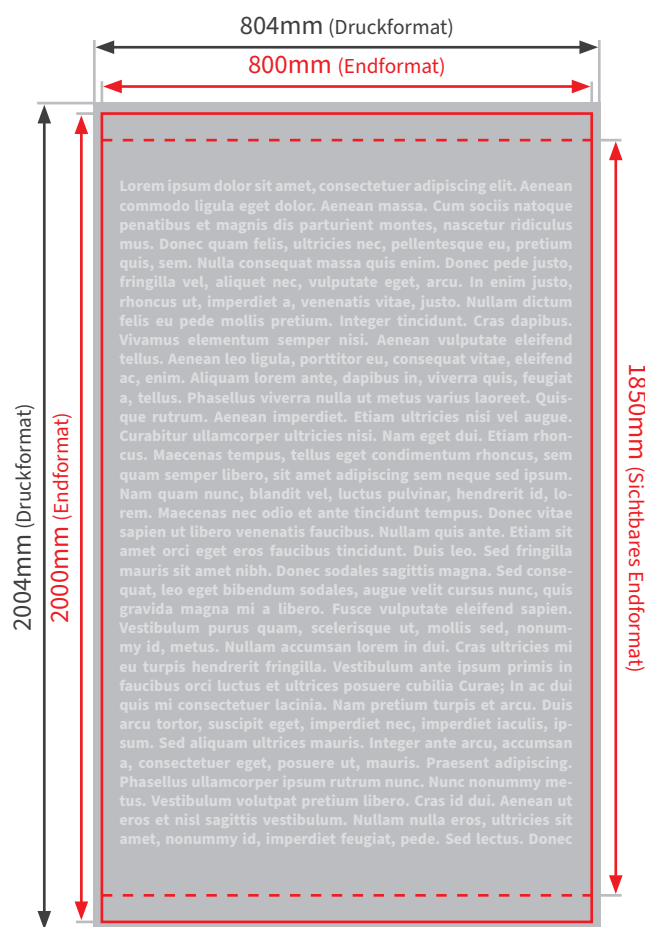 804mm (Druckformat)
800mm (Endformat)
2004mm (Druckformat)
2000mm (Endformat)
1850mm (Sichtbares Endformat)
Lorem ipsum dolor sit amet, consectetuer adipiscing elit. Aenean
commodo ligula eget dolor. Aenean massa. Cum sociis natoque
penatibus et magnis dis parturient montes, nascetur ridiculus
mus. Donec quam felis, ultricies nec, pellentesque eu, pretium
quis, sem. Nulla consequat massa quis enim. Donec pede justo,
fringilla vel, aliquet nec, vulputate eget, arcu. In enim justo,
rhoncus ut, imperdiet a, venenatis vitae, justo. Nullam dictum
felis eu pede mollis pretium. Integer tincidunt. Cras dapibus.
Vivamus elementum semper nisi. Aenean vulputate eleifend
tellus. Aenean leo ligula, porttitor eu, consequat vitae, eleifend
ac, enim. Aliquam lorem ante, dapibus in, viverra quis, feugiat
a, tellus. Phasellus viverra nulla ut metus varius laoreet. Quis-
que rutrum. Aenean imperdiet. Etiam ultricies nisi vel augue.
Curabitur ullamcorper ultricies nisi. Nam eget dui. Etiam rhon-
cus. Maecenas tempus, tellus eget condimentum rhoncus, sem
quam semper libero, sit amet adipiscing sem neque sed ipsum.
Nam quam nunc, blandit vel, luctus pulvinar, hendrerit id, lo-
rem. Maecenas nec odio et ante tincidunt tempus. Donec vitae
sapien ut libero venenatis faucibus. Nullam quis ante. Etiam sit
amet orci eget eros faucibus tincidunt. Duis leo. Sed fringilla
mauris sit amet nibh. Donec sodales sagittis magna. Sed conse-
quat, leo eget bibendum sodales, augue velit cursus nunc, quis
gravida magna mi a libero. Fusce vulputate eleifend sapien.
Vestibulum purus quam, scelerisque ut, mollis sed, nonum-
my id, metus. Nullam accumsan lorem in dui. Cras ultricies mi
eu turpis hendrerit fringilla. Vestibulum ante ipsum primis in
faucibus orci luctus et ultrices posuere cubilia Curae; In ac dui
quis mi consectetuer lacinia. Nam pretium turpis et arcu. Duis
arcu tortor, suscipit eget, imperdiet nec, imperdiet iaculis, ip-
sum. Sed aliquam ultrices mauris. Integer ante arcu, accumsan
a, consectetuer eget, posuere ut, mauris. Praesent adipiscing.
Phasellus ullamcorper ipsum rutrum nunc. Nunc nonummy me-
tus. Vestibulum volutpat pretium libero. Cras id dui. Aenean ut
eros et nisl sagittis vestibulum. Nullam nulla eros, ultricies sit
amet, nonummy id, imperdiet feugiat, pede. Sed lectus. Donec